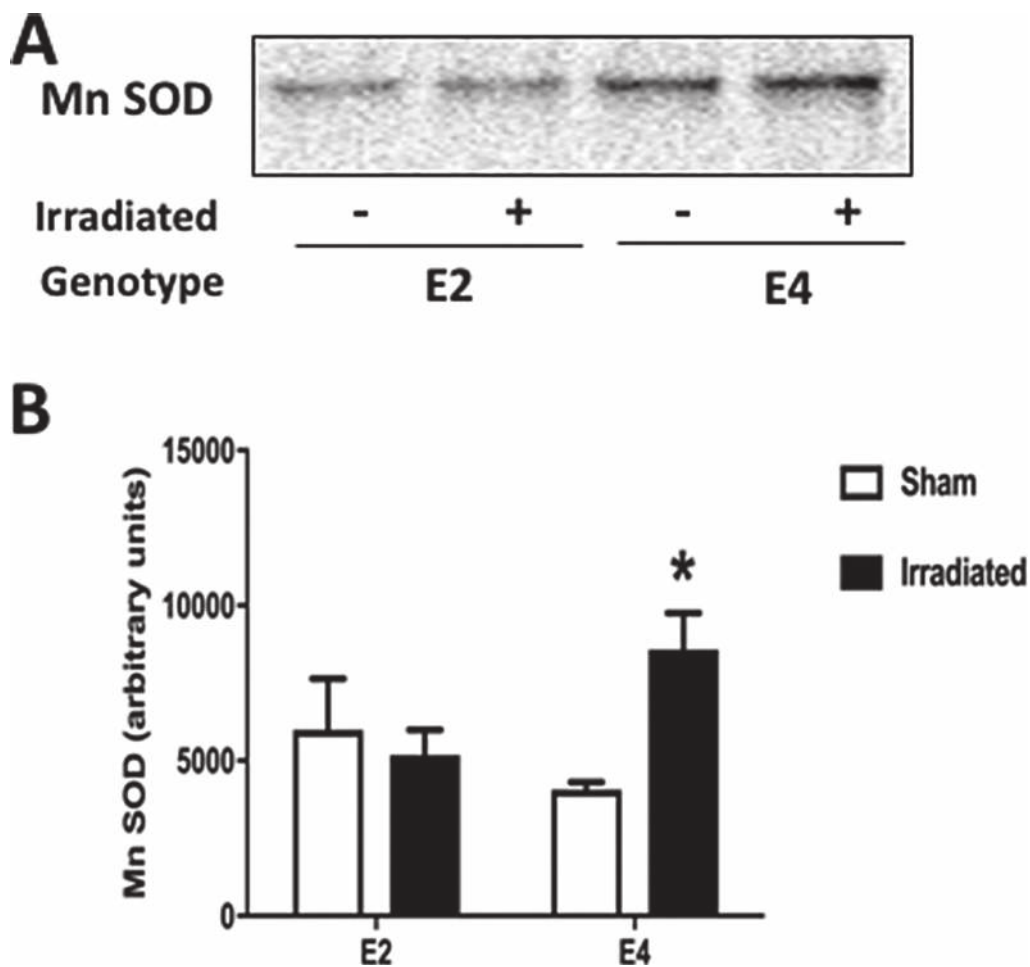 A
Mn SOD
Irradiated - + - +
Genotype E2 E4
B
Mn SOD (arbitrary units)
15000
10000
5000
0
*
E2 E4
Sham
Irradiated